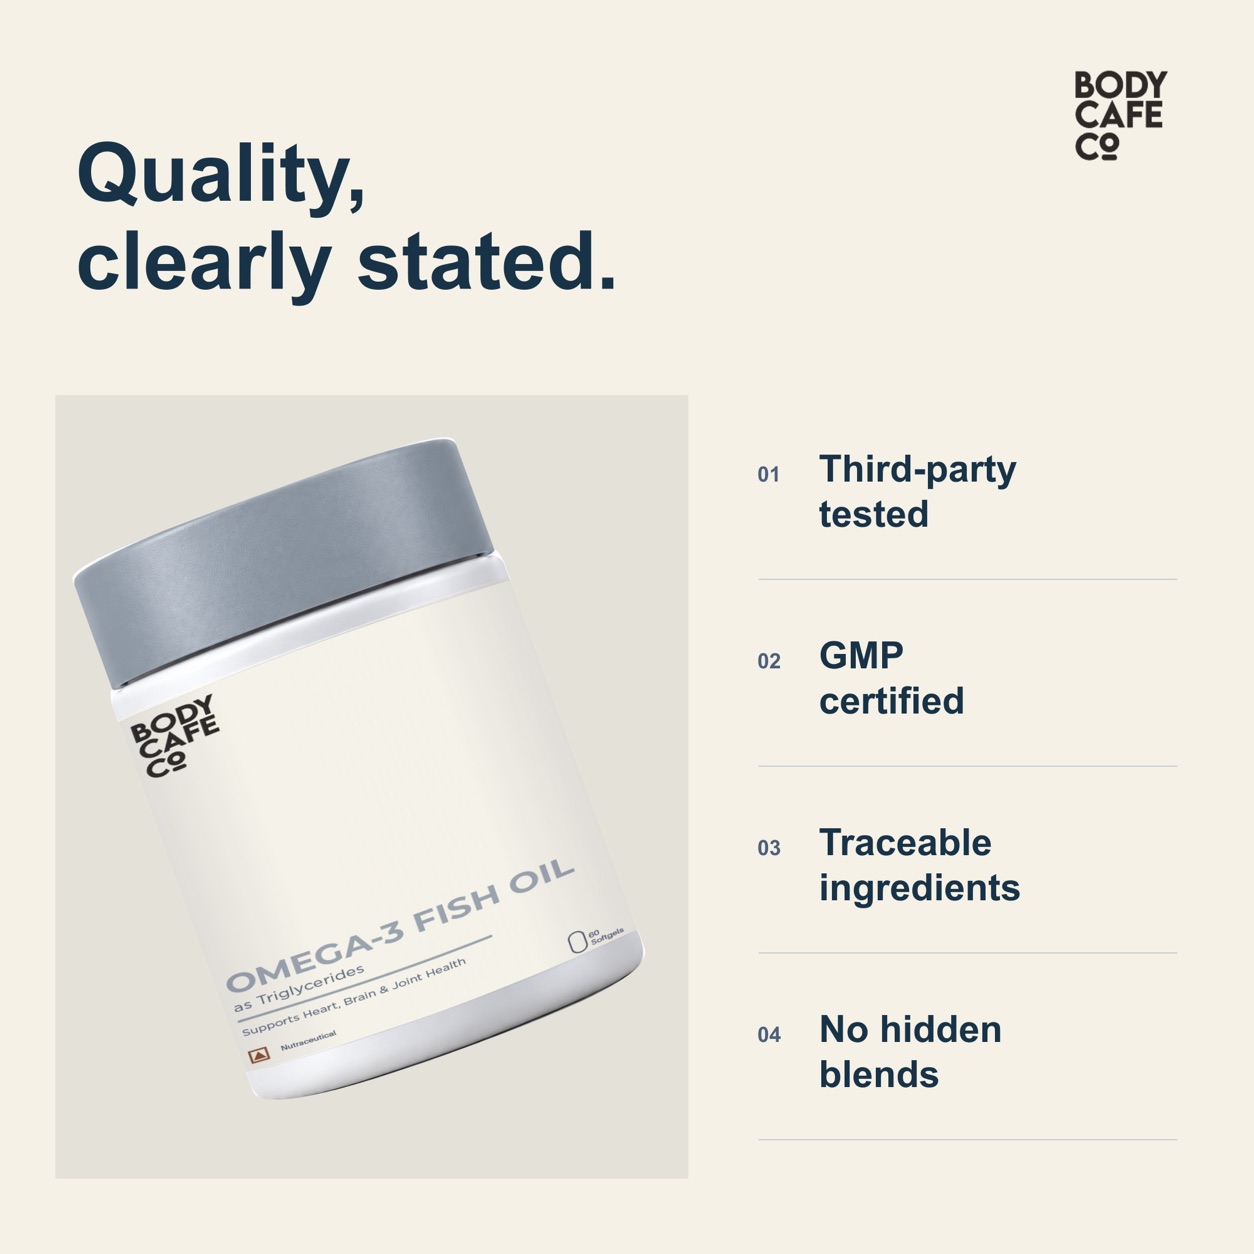 BODY
CAFE
Co
Quality,
clearly stated.
01
Third-party
tested
02
GMP
certified
03
Traceable
ingredients
04
No hidden
blends
BODY
CAFE
Co
OMEGA-3 FISH OIL
as Triglycerides
Supports Heart, Brain & Joint Health
Nutraceutical
60
Softgels